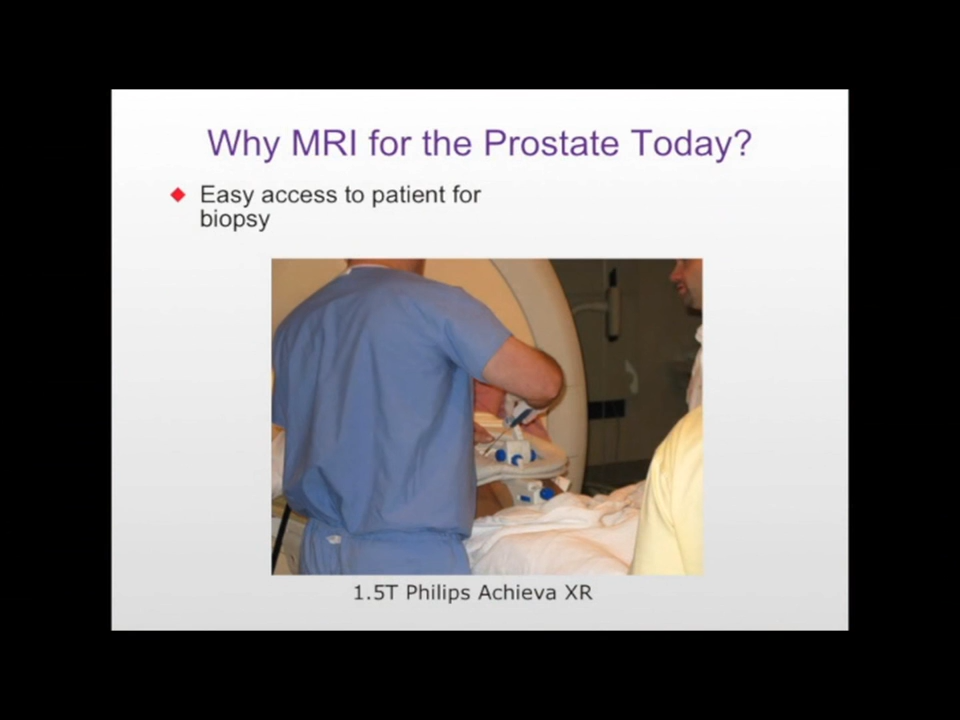 Why MRI for the Prostate Today?
Easy access to patient for
biopsy
1.5T Philips Achieva XR